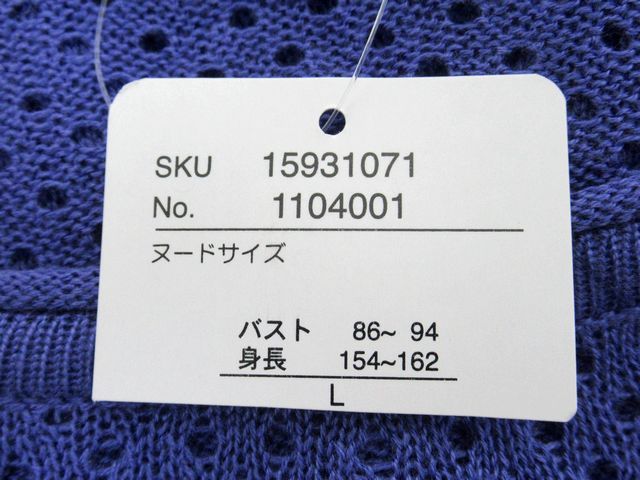 SKU 15931071
No. 1104001
ヌードサイズ
バスト 86~ 94
身長 154~162
L